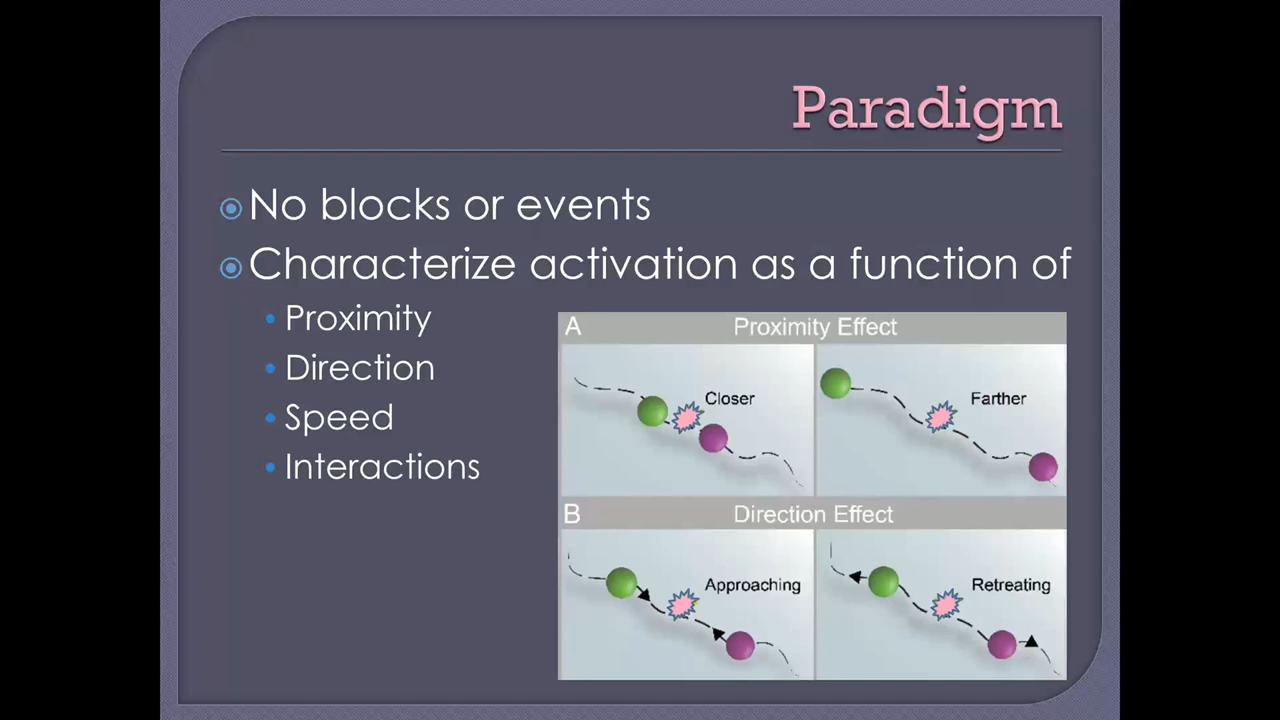 Paradigm
No blocks or events
Characterize activation as a function of
Proximity
Direction
Speed
Interactions
A Proximity Effect
Closer
Farther
B Direction Effect
Approaching
Retreating